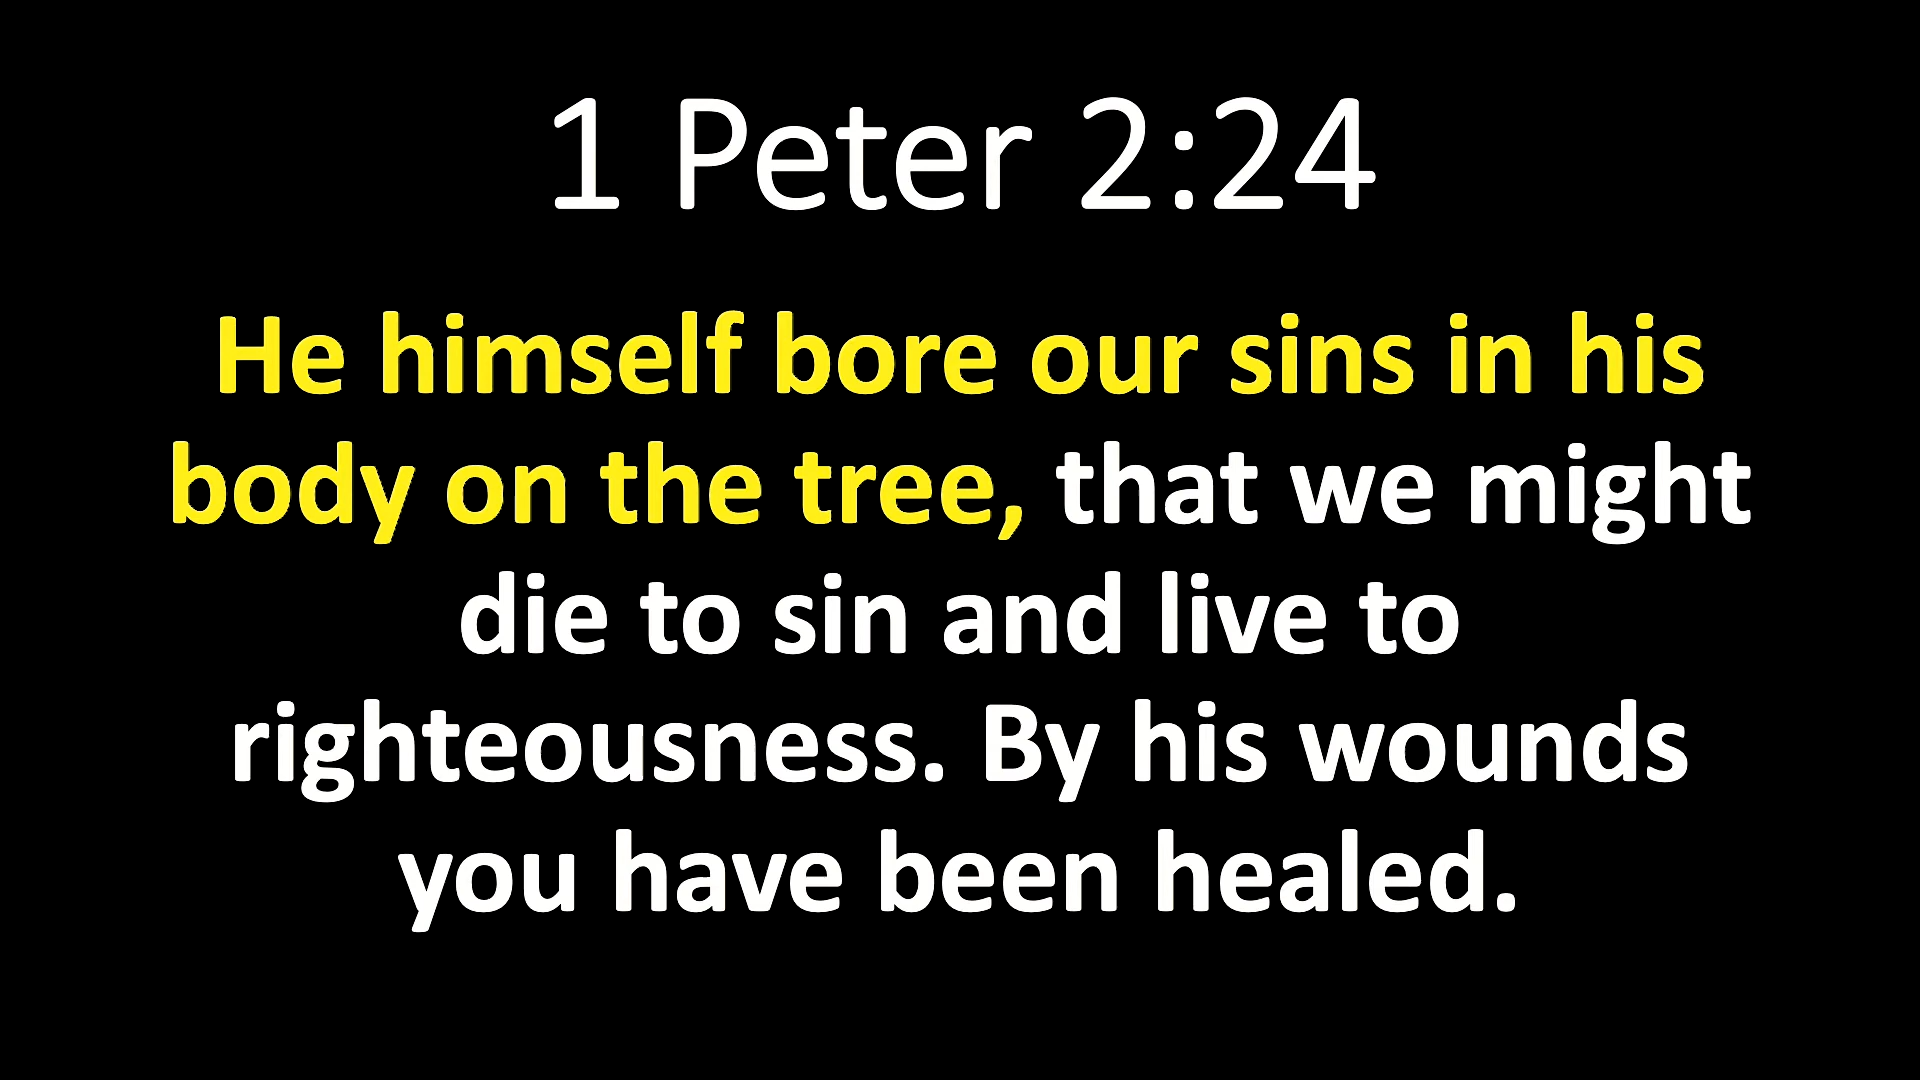 1 Peter 2:24
He himself bore our sins in his
body on the tree, that we might
die to sin and live to
righteousness. By his wounds
you have been healed.